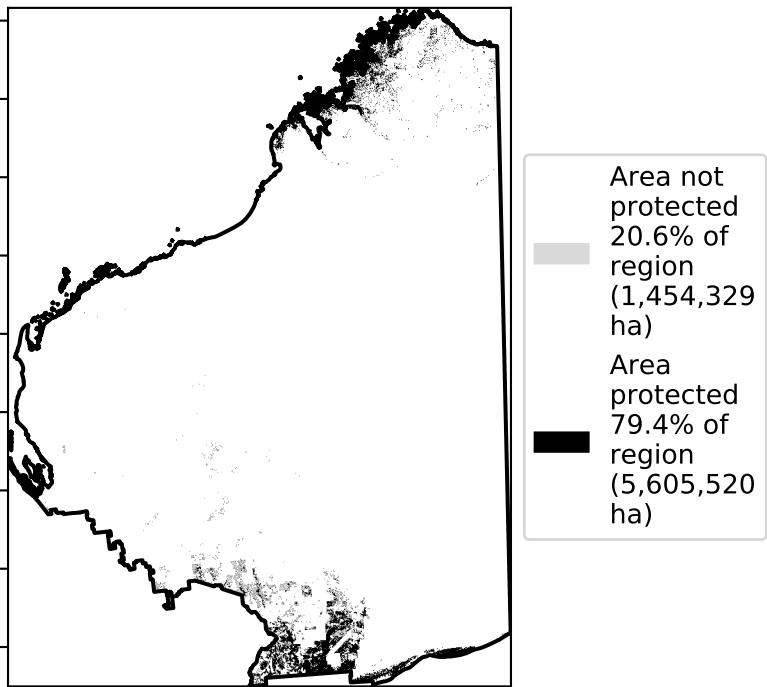 Area not
protected
20.6% of
region
(1,454,329
ha)
Area
protected
79.4% of
region
(5,605,520
ha)